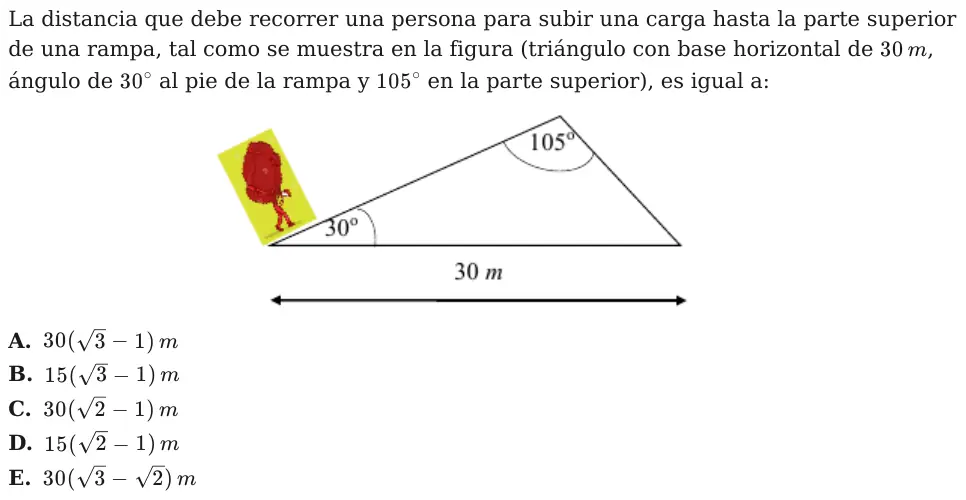 La distancia que debe recorrer una persona para subir una carga hasta la parte superior
de una rampa, tal como se muestra en la figura (triángulo con base horizontal de 30 m,
ángulo de 30° al pie de la rampa y 105° en la parte superior), es igual a:
105º
30º
30 m
A. 30(√3 − 1) m
B. 15(√3 − 1) m
C. 30(√2 − 1) m
D. 15(√2 − 1) m
E. 30(√3 − √2) m